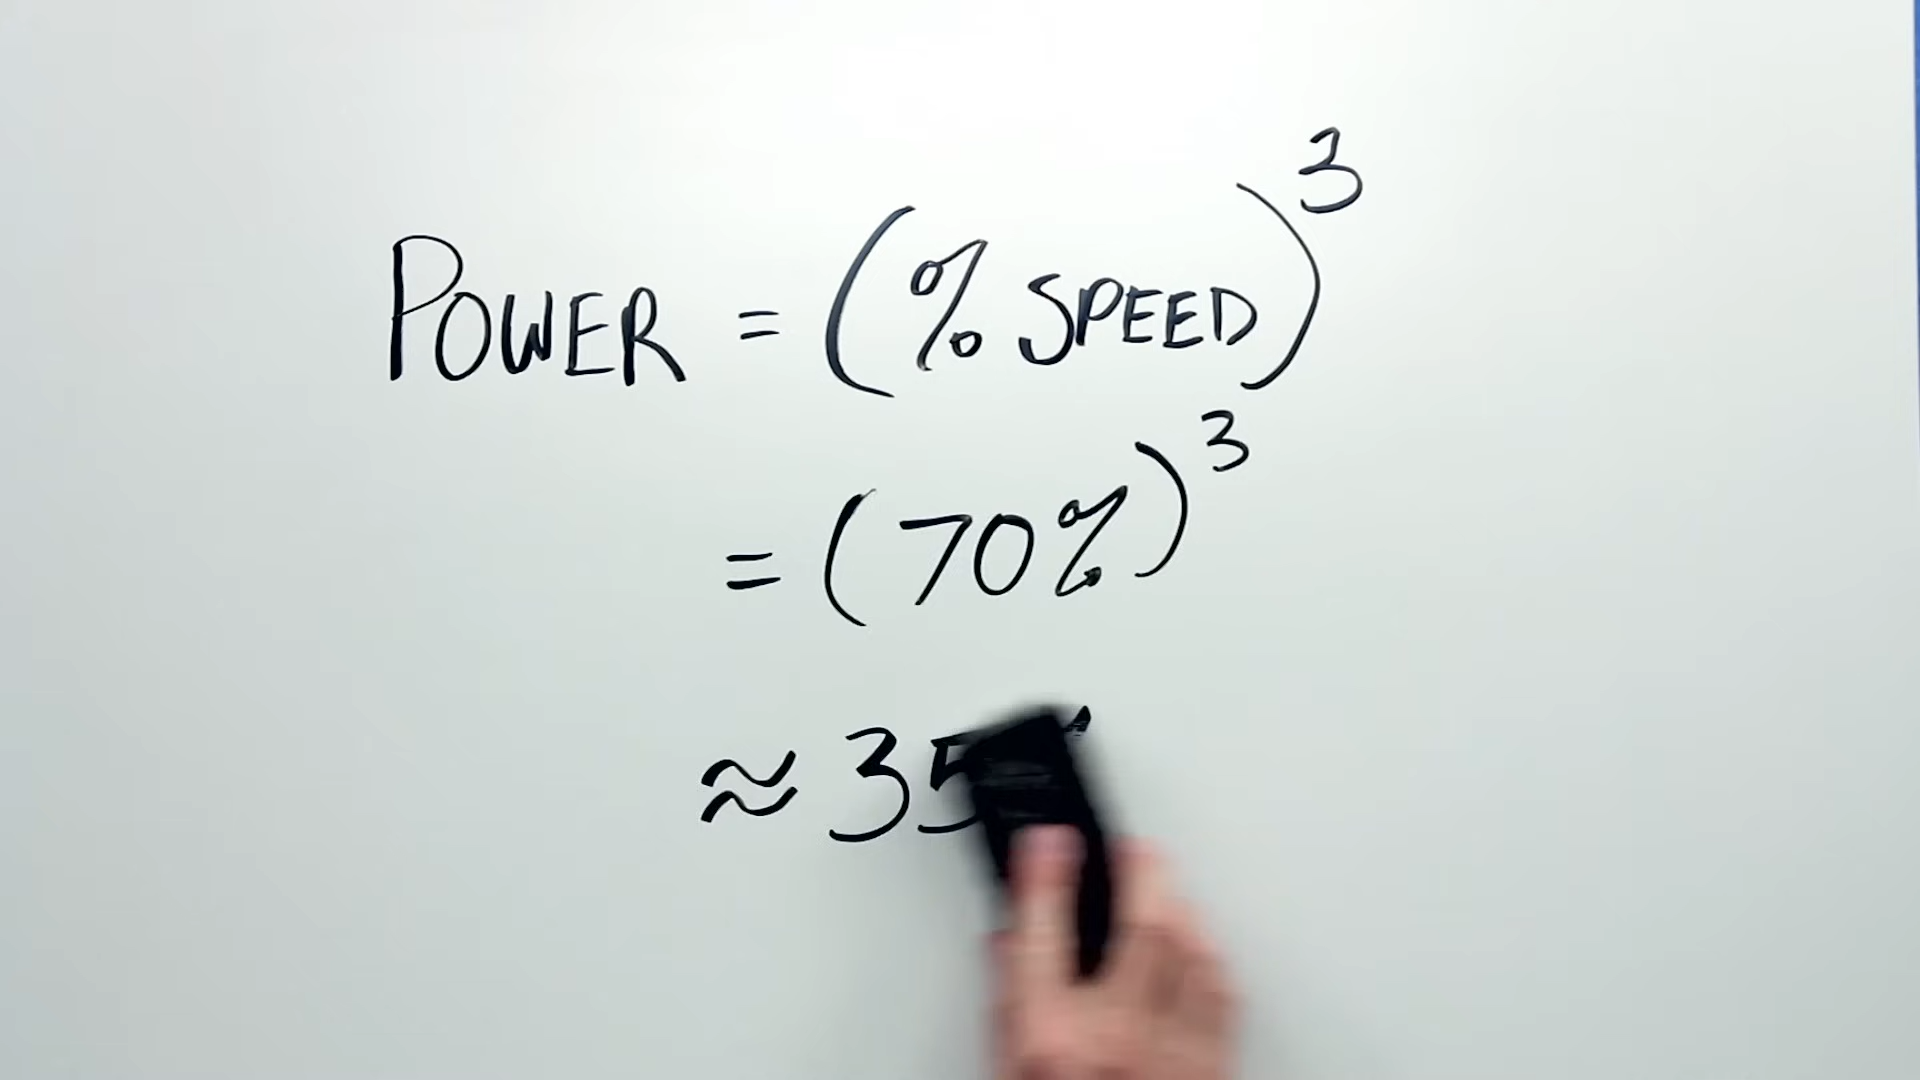 POWER = (% SPEED)³
= (70%)³
≈ 35